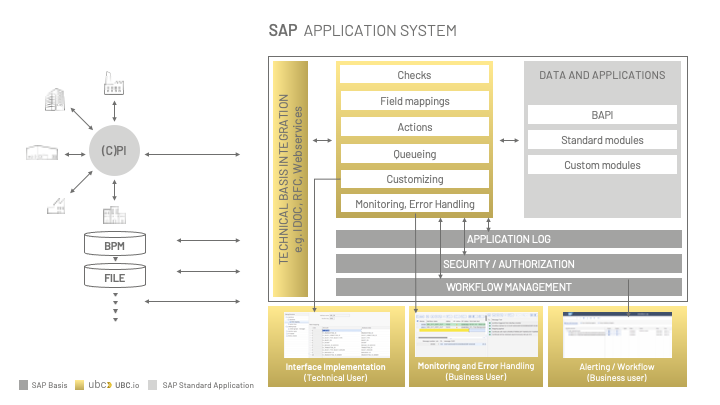 SAP APPLICATION SYSTEM
TECHNICAL BASIS INTEGRATION
e.g. IDOC, RFC, Webservices
Checks
Field mappings
Actions
Queueing
Customizing
Monitoring, Error Handling
DATA AND APPLICATIONS
BAPI
Standard modules
Custom modules
(C)PI
BPM
FILE
APPLICATION LOG
SECURITY / AUTHORIZATION
WORKFLOW MANAGEMENT
Interface Implementation
(Technical User)
Monitoring and Error Handling
(Business User)
Alerting / Workflow
(Business user)
SAP Basis
ubc UBC.io
SAP Standard Application